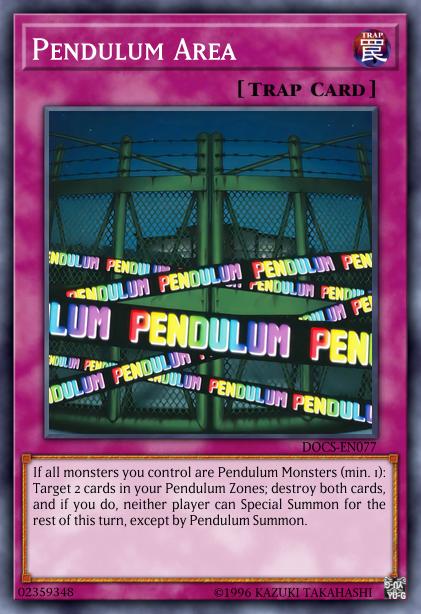 PENDULUM AREA
TRAP
罠
[TRAP CARD]
NDULUM PENDULUM PENDULUM PENDULUM PEN
PENDULUM PENDULUM
LUM PENDULUM PEN
PENDULUM PENDULUM PENDULUM
DULUM PENDULUM PENDULUM PENDULUM
DOCS-EN077
If all monsters you control are Pendulum Monsters (min. 1):
Target 2 cards in your Pendulum Zones; destroy both cards,
and if you do, neither player can Special Summon for the
rest of this turn, except by Pendulum Summon.
02359348
©1996 KAZUKI TAKAHASHI